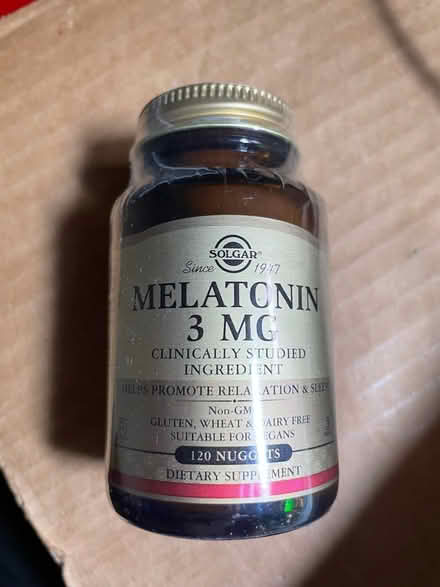 SOLGAR®
Since 1947
MELATONIN
3 MG
CLINICALLY STUDIED
INGREDIENT
HELPS PROMOTE RELAXATION & SLEEP
NON-GMO
GLUTEN, WHEAT & DAIRY FREE
SUITABLE FOR VEGANS
120 NUGGETS
DIETARY SUPPLEMENT